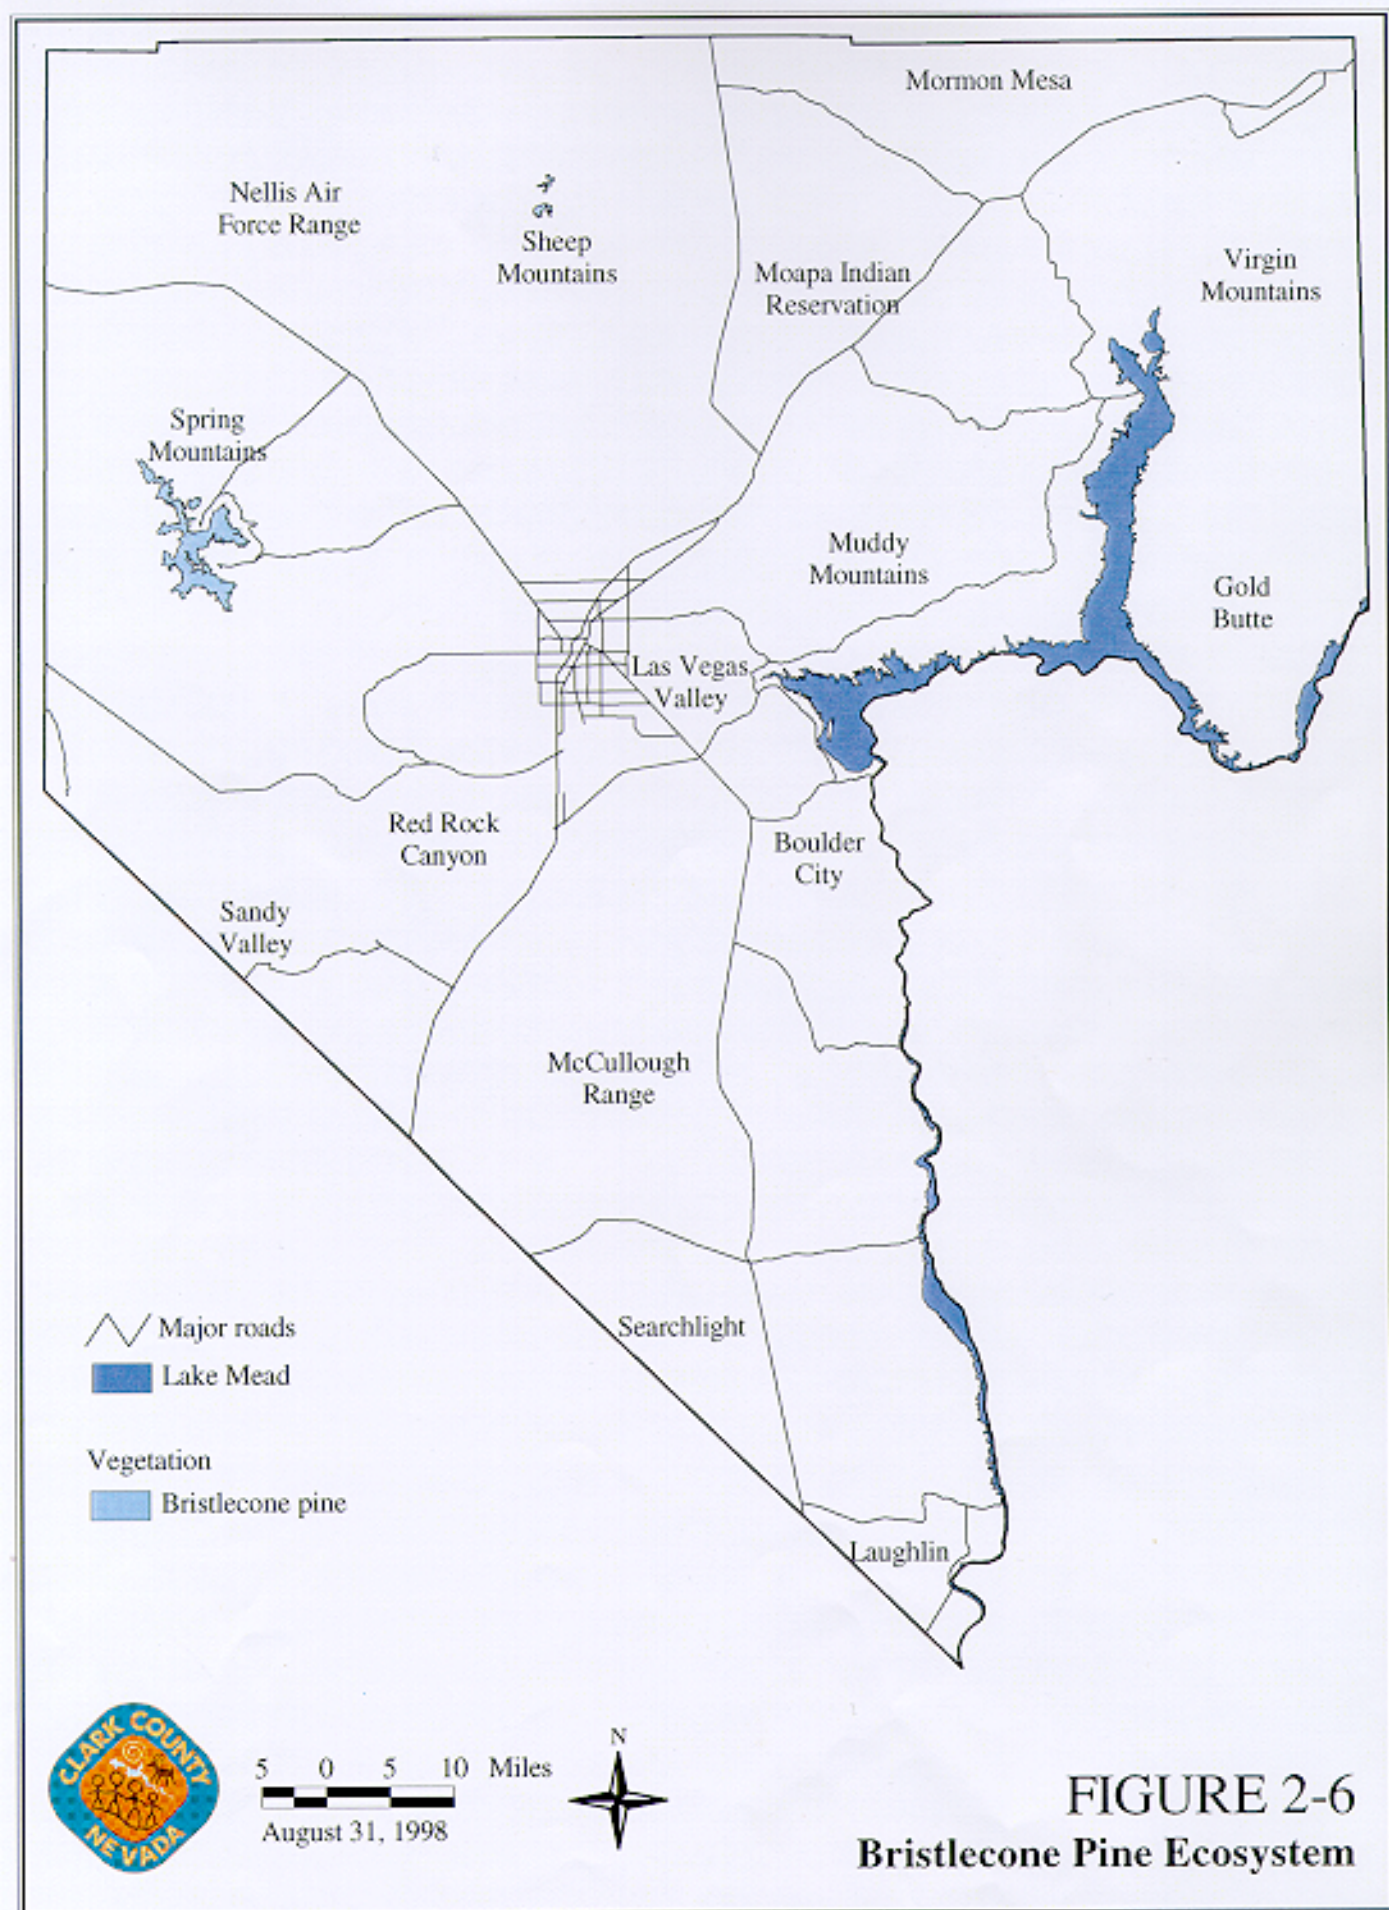 Mormon Mesa
Nellis Air
Force Range
Sheep
Mountains
Moapa Indian
Reservation
Virgin
Mountains
Spring
Mountains
Muddy
Mountains
Gold
Butte
Las Vegas
Valley
Red Rock
Canyon
Boulder
City
Sandy
Valley
McCullough
Range
Searchlight
Laughlin
Major roads
Lake Mead
Vegetation
Bristlecone pine
CLARK COUNTY
NEVADA
5 0 5 10 Miles
August 31, 1998
N
FIGURE 2-6
Bristlecone Pine Ecosystem